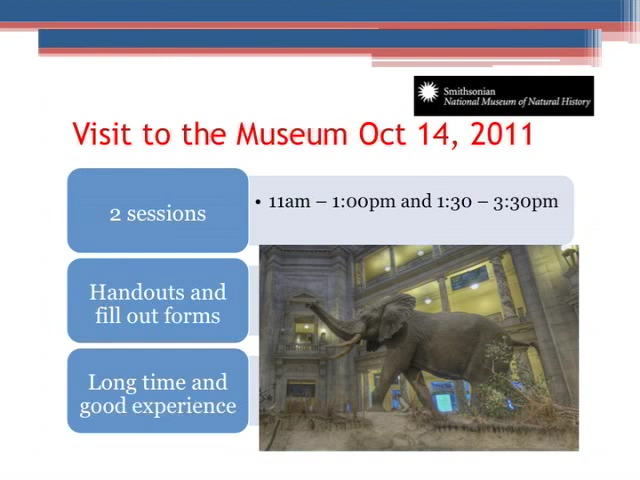 Smithsonian
National Museum of Natural History
Visit to the Museum Oct 14, 2011
2 sessions
• 11am – 1:00pm and 1:30 – 3:30pm
Handouts and
fill out forms
Long time and
good experience